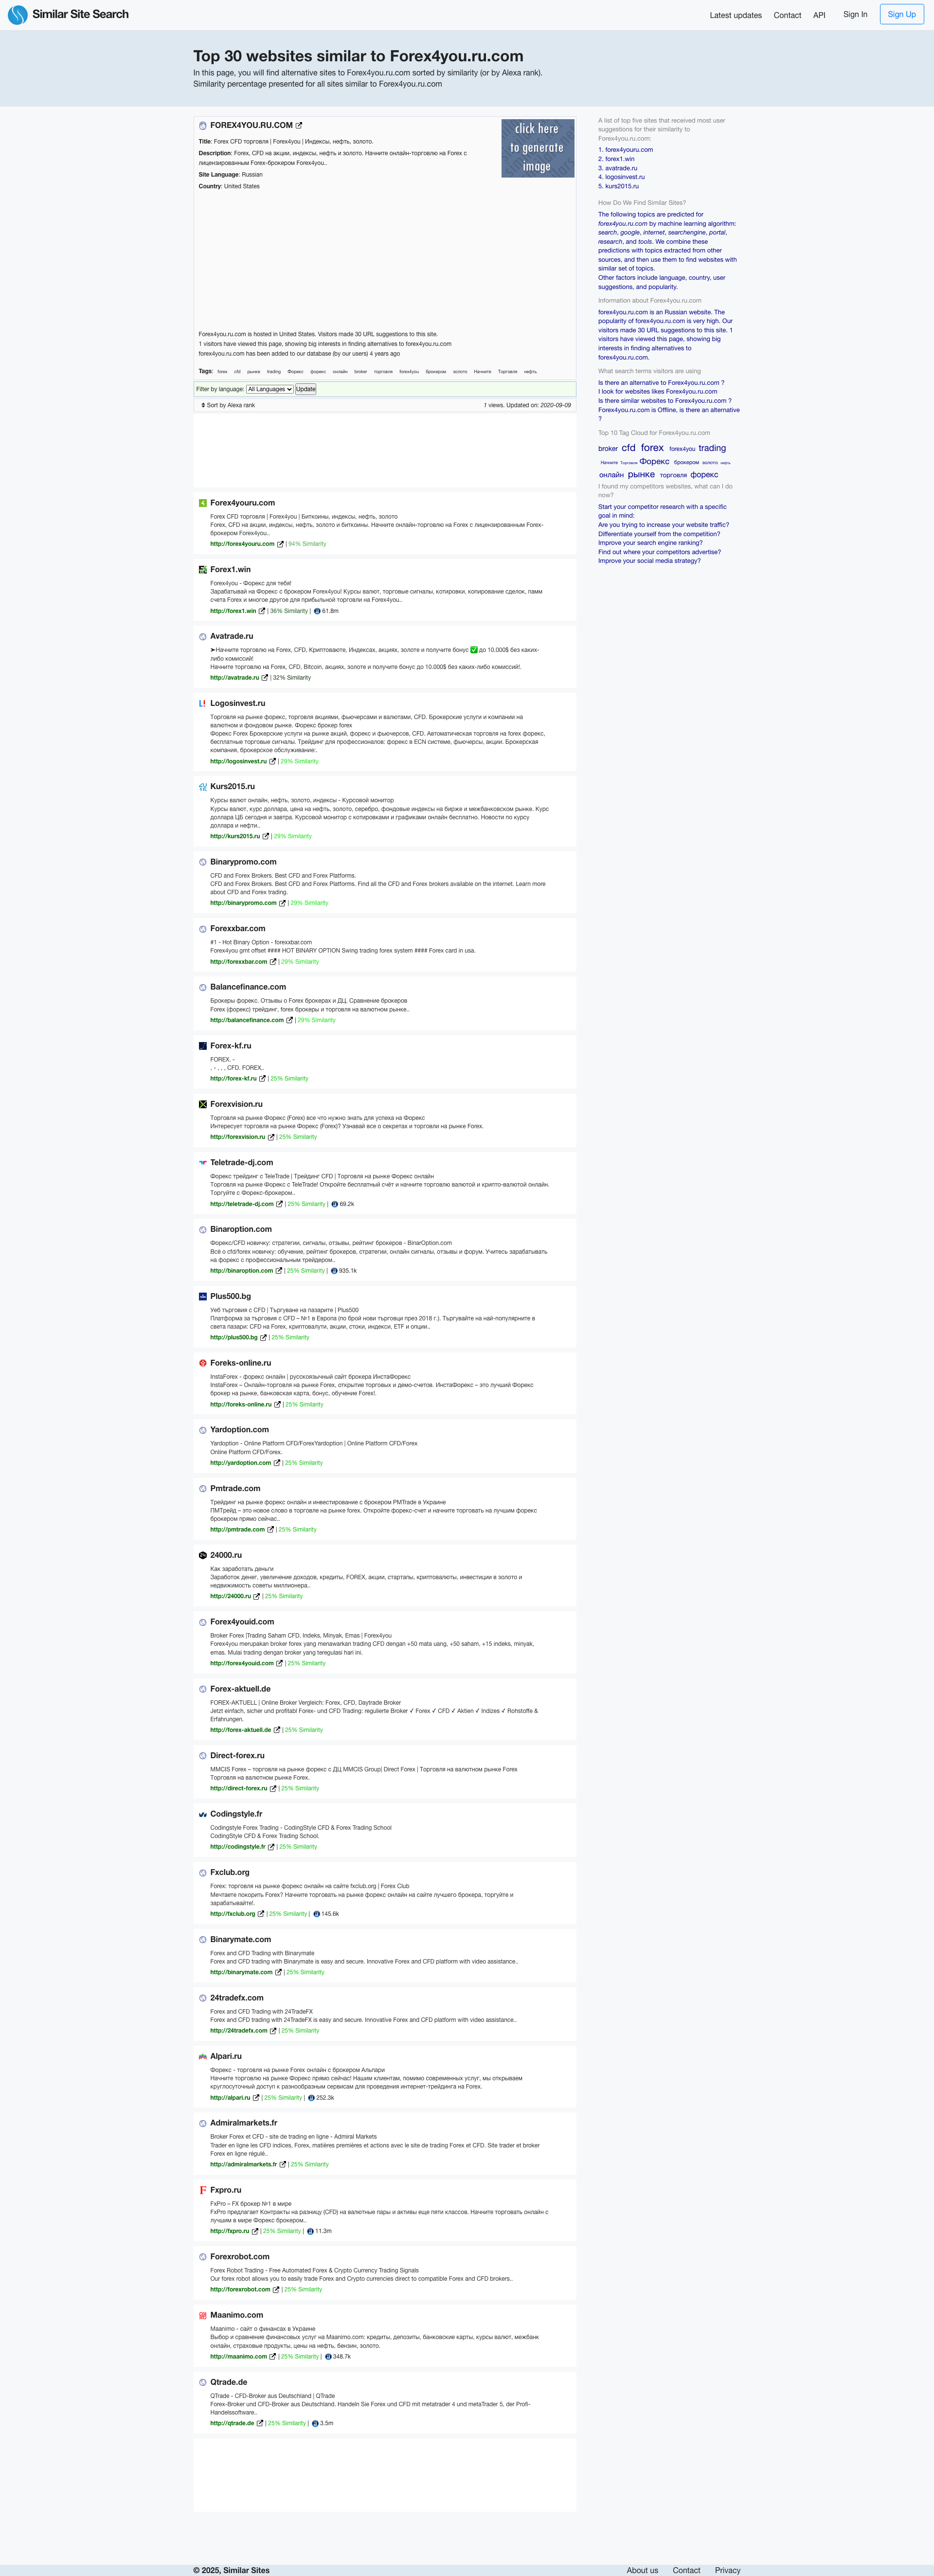 Similar Site Search
Latest updates
Contact
API
Sign In
Sign Up
Top 30 websites similar to Forex4you.ru.com
In this page, you will find alternative sites to Forex4you.ru.com sorted by similarity (or by Alexa rank).
Similarity percentage presented for all sites similar to Forex4you.ru.com
FOREX4YOU.RU.COM
click here
to generate
image
Title: Forex CFD торговля | Forex4you | Индексы, нефть, золото.
Description: Forex, CFD на акции, индексы, нефть и золото. Начните онлайн-торговлю на Forex с
лицензированным Forex-брокером Forex4you..
Site Language: Russian
Country: United States
Forex4you.ru.com is hosted in United States. Visitors made 30 URL suggestions to this site.
1 visitors have viewed this page, showing big interests in finding alternatives to forex4you.ru.com
forex4you.ru.com has been added to our database (by our users) 4 years ago
Tags: forex cfd рынке trading Форекс форекс онлайн broker торговля forex4you брокером золото Начните Торговля нефть
Filter by language: All Languages Update
Sort by Alexa rank
1 views. Updated on: 2020-09-09
Forex4youru.com
Forex CFD торговля | Forex4you | Биткоины, индексы, нефть, золото
Forex, CFD на акции, индексы, нефть, золото и биткоины. Начните онлайн-торговлю на Forex с лицензированным Forex-
брокером Forex4you..
http://forex4youru.com | 94% Similarity
Forex1.win
Forex4you - Форекс для тебя!
Зарабатывай на Форекс с брокером Forex4you! Курсы валют, торговые сигналы, котировки, копирование сделок, памм
счета Forex и многое другое для прибыльной торговли на Forex4you..
http://forex1.win | 36% Similarity | 61.8m
Avatrade.ru
➤Начните торговлю на Forex, CFD, Криптоваюте, Индексах, акциях, золоте и получите бонус ✅ до 10,000$ без каких-
либо комиссий!
Начните торговлю на Forex, CFD, Bitcoin, акциях, золоте и получити бонус до 10.000$ без каких-либо комиссий!.
http://avatrade.ru | 32% Similarity
Logosinvest.ru
Торговля на рынке форекс, торговля акциями, фьючерсами и валютами, CFD. Брокерские услуги и компании на
валютном и фондовом рынке. Форекс брокер forex
Форекс Forex Брокерские услуги на рынке акций, форекс и фьючерсов, CFD. Автоматическая торговля на forex форекс,
бесплатные торговые сигналы. Трейдинг для профессионалов: форекс в ECN системе, фьючерсы, акции. Брокерская
компания, брокерское обслуживание:.
http://logosinvest.ru | 29% Similarity
Kurs2015.ru
Курсы валют онлайн, нефть, золото, индексы - Курсовой монитор
Курсы валют, курс доллара, цена на нефть, золото, серебро, фондовые индексы на бирже и межбанковском рынке. Курс
доллара ЦБ сегодня и завтра. Курсовой монитор с котировками и графиками онлайн бесплатно. Новости по курсу
доллара и нефти..
http://kurs2015.ru | 29% Similarity
Binarypromo.com
CFD and Forex Brokers. Best CFD and Forex Platforms.
CFD and Forex Brokers. Best CFD and Forex Platforms. Find all the CFD and Forex brokers available on the internet. Learn more
about CFD and Forex trading.
http://binarypromo.com | 29% Similarity
Forexxbar.com
#1 - Hot Binary Option - forexxbar.com
Forex4you gmt offset #### HOT BINARY OPTION Swing trading forex system #### Forex card in usa.
http://forexxbar.com | 29% Similarity
Balancefinance.com
Брокеры форекс. Отзывы о Forex брокерах и ДЦ. Сравнение брокеров
Forex (форекс) трейдинг, forex брокеры и торговля на валютном рынке..
http://balancefinance.com | 29% Similarity
Forex-kf.ru
FOREX. -
, - . , , CFD. FOREX..
http://forex-kf.ru | 25% Similarity
Forexvision.ru
Торговля на рынке Форекс (Forex) все что нужно знать для успеха на Форекс
Интересует торговля на рынке Форекс (Forex)? Узнавай все о секретах и торговли на рынке Forex.
http://forexvision.ru | 25% Similarity
Teletrade-dj.com
Форекс трейдинг с TeleTrade | Трейдинг CFD | Торговля на рынке Форекс онлайн
Торговля на рынке Форекс с TeleTrade! Откройте бесплатный счёт и начните торговлю валютой и крипто-валютой онлайн.
Торгуйте с Форекс-брокером..
http://teletrade-dj.com | 25% Similarity | 69.2k
Binaroption.com
Форекс/CFD новичку: стратегии, сигналы, отзывы, рейтинг брокеров - BinarOption.com
Всё о cfd/forex новичку: обучение, рейтинг брокеров, стратегии, онлайн сигналы, отзывы и форум. Учитесь зарабатывать
на форекс с профессиональным трейдером..
http://binaroption.com | 25% Similarity | 935.1k
Plus500.bg
Уеб търговия с CFD | Търгуване на пазарите | Plus500
Платформа за търговия с CFD – №1 в Европа (по брой нови търговци през 2018 г.). Търгувайте на най-популярните в
света пазари: CFD на Forex, криптовалути, акции, стоки, индекси, ETF и опции..
http://plus500.bg | 25% Similarity
Foreks-online.ru
InstaForex - форекс онлайн | русскоязычный сайт брокера ИнстаФорекс
InstaForex – Онлайн-торговля на рынке Forex, открытие торговых и демо-счетов. ИнстаФорекс – это лучший Форекс
брокер на рынке, банковская карта, бонус, обучение Forex!.
http://foreks-online.ru | 25% Similarity
Yardoption.com
Yardoption - Online Platform CFD/ForexYardoption | Online Platform CFD/Forex
Online Platform CFD/Forex.
http://yardoption.com | 25% Similarity
Pmtrade.com
Трейдинг на рынке форекс онлайн и инвестирование с брокером PMTrade в Украине
ПМТрейд – это новое слово в торговле на рынке forex. Откройте форекс-счет и начните торговать на лучшим форекс
брокером прямо сейчас..
http://pmtrade.com | 25% Similarity
24000.ru
Как заработать деньги
Заработок денег, увеличение доходов, кредиты, FOREX, акции, стартапы, криптовалюты, инвестиции в золото и
недвижимость советы миллионера..
http://24000.ru | 25% Similarity
Forex4youid.com
Broker Forex |Trading Saham CFD, Indeks, Minyak, Emas | Forex4you
Forex4you merupakan broker forex yang menawarkan trading CFD dengan +50 mata uang, +50 saham, +15 indeks, minyak,
emas. Mulai trading dengan broker yang teregulasi hari ini.
http://forex4youid.com | 25% Similarity
Forex-aktuell.de
FOREX-AKTUELL | Online Broker Vergleich: Forex, CFD, Daytrade Broker
Jetzt einfach, sicher und profitabl Forex- und CFD Trading: regulierte Broker ✓ Forex ✓ CFD ✓ Aktien ✓ Indizes ✓ Rohstoffe &
Erfahrungen.
http://forex-aktuell.de | 25% Similarity
Direct-forex.ru
MMCIS Forex – торговля на рынке форекс с ДЦ MMCIS Group| Direct Forex | Торговля на валютном рынке Forex
Торговля на валютном рынке Forex.
http://direct-forex.ru | 25% Similarity
Codingstyle.fr
Codingstyle Forex Trading - CodingStyle CFD & Forex Trading School
CodingStyle CFD & Forex Trading School.
http://codingstyle.fr | 25% Similarity
Fxclub.org
Forex: торговля на рынке форекс онлайн на сайте fxclub.org | Forex Club
Мечтаете покорить Forex? Начните торговать на рынке форекс онлайн на сайте лучшего брокера, торгуйте и
зарабатывайте!.
http://fxclub.org | 25% Similarity | 145.6k
Binarymate.com
Forex and CFD Trading with Binarymate
Forex and CFD trading with Binarymate is easy and secure. Innovative Forex and CFD platform with video assistance..
http://binarymate.com | 25% Similarity
24tradefx.com
Forex and CFD Trading with 24TradeFX
Forex and CFD trading with 24TradeFX is easy and secure. Innovative Forex and CFD platform with video assistance..
http://24tradefx.com | 25% Similarity
Alpari.ru
Форекс - торговля на рынке Forex онлайн с брокером Альпари
Начните торговлю на рынке Форекс прямо сейчас! Нашим клиентам, помимо современных услуг, мы открываем
круглосуточный доступ к разнообразным сервисам для проведения интернет-трейдинга на Forex.
http://alpari.ru | 25% Similarity | 252.3k
Admiralmarkets.fr
Broker Forex et CFD - site de trading en ligne - Admiral Markets
Trader en ligne les CFD indices, Forex, matières premières et actions avec le site de trading Forex et CFD. Site trader et broker
Forex en ligne régulé..
http://admiralmarkets.fr | 25% Similarity
Fxpro.ru
FxPro – FX брокер №1 в мире
FxPro предлагает Контракты на разницу (CFD) на валютные пары и активы еще пяти классов. Начните торговать онлайн с
лучшим в мире Форекс брокером..
http://fxpro.ru | 25% Similarity | 11.3m
Forexrobot.com
Forex Robot Trading - Free Automated Forex & Crypto Currency Trading Signals
Our forex robot allows you to easily trade Forex and Crypto currencies direct to compatible Forex and CFD brokers..
http://forexrobot.com | 25% Similarity
Maanimo.com
Maanimo - сайт о финансах в Украине
Выбор и сравнение финансовых услуг на Maanimo.com: кредиты, депозиты, банковские карты, курсы валют, межбанк
онлайн, страховые продукты, цены на нефть, бензин, золото.
http://maanimo.com | 25% Similarity | 348.7k
Qtrade.de
QTrade - CFD-Broker aus Deutschland | QTrade
Forex-Broker und CFD-Broker aus Deutschland. Handeln Sie Forex und CFD mit metatrader 4 und metaTrader 5, der Profi-
Handelssoftware..
http://qtrade.de | 25% Similarity | 3.5m
A list of top five sites that received most user
suggestions for their similarity to
Forex4you.ru.com:
1. forex4youru.com
2. forex1.win
3. avatrade.ru
4. logosinvest.ru
5. kurs2015.ru
How Do We Find Similar Sites?
The following topics are predicted for
forex4you.ru.com by machine learning algorithm:
search, google, internet, searchengine, portal,
research, and tools. We combine these
predictions with topics extracted from other
sources, and then use them to find websites with
similar set of topics.
Other factors include language, country, user
suggestions, and popularity.
Information about Forex4you.ru.com
forex4you.ru.com is an Russian website. The
popularity of forex4you.ru.com is very high. Our
visitors made 30 URL suggestions to this site. 1
visitors have viewed this page, showing big
interests in finding alternatives to
forex4you.ru.com.
What search terms visitors are using
Is there an alternative to Forex4you.ru.com ?
I look for websites likes Forex4you.ru.com
Is there similar websites to Forex4you.ru.com ?
Forex4you.ru.com is Offline, is there an alternative
?
Top 10 Tag Cloud for Forex4you.ru.com
broker cfd forex forex4you trading
Начните Торговля Форекс брокером золото нефть
онлайн рынке торговля форекс
I found my competitors websites, what can I do
now?
Start your competitor research with a specific
goal in mind:
Are you trying to increase your website traffic?
Differentiate yourself from the competition?
Improve your search engine ranking?
Find out where your competitors advertise?
Improve your social media strategy?
© 2025, Similar Sites
About us
Contact
Privacy